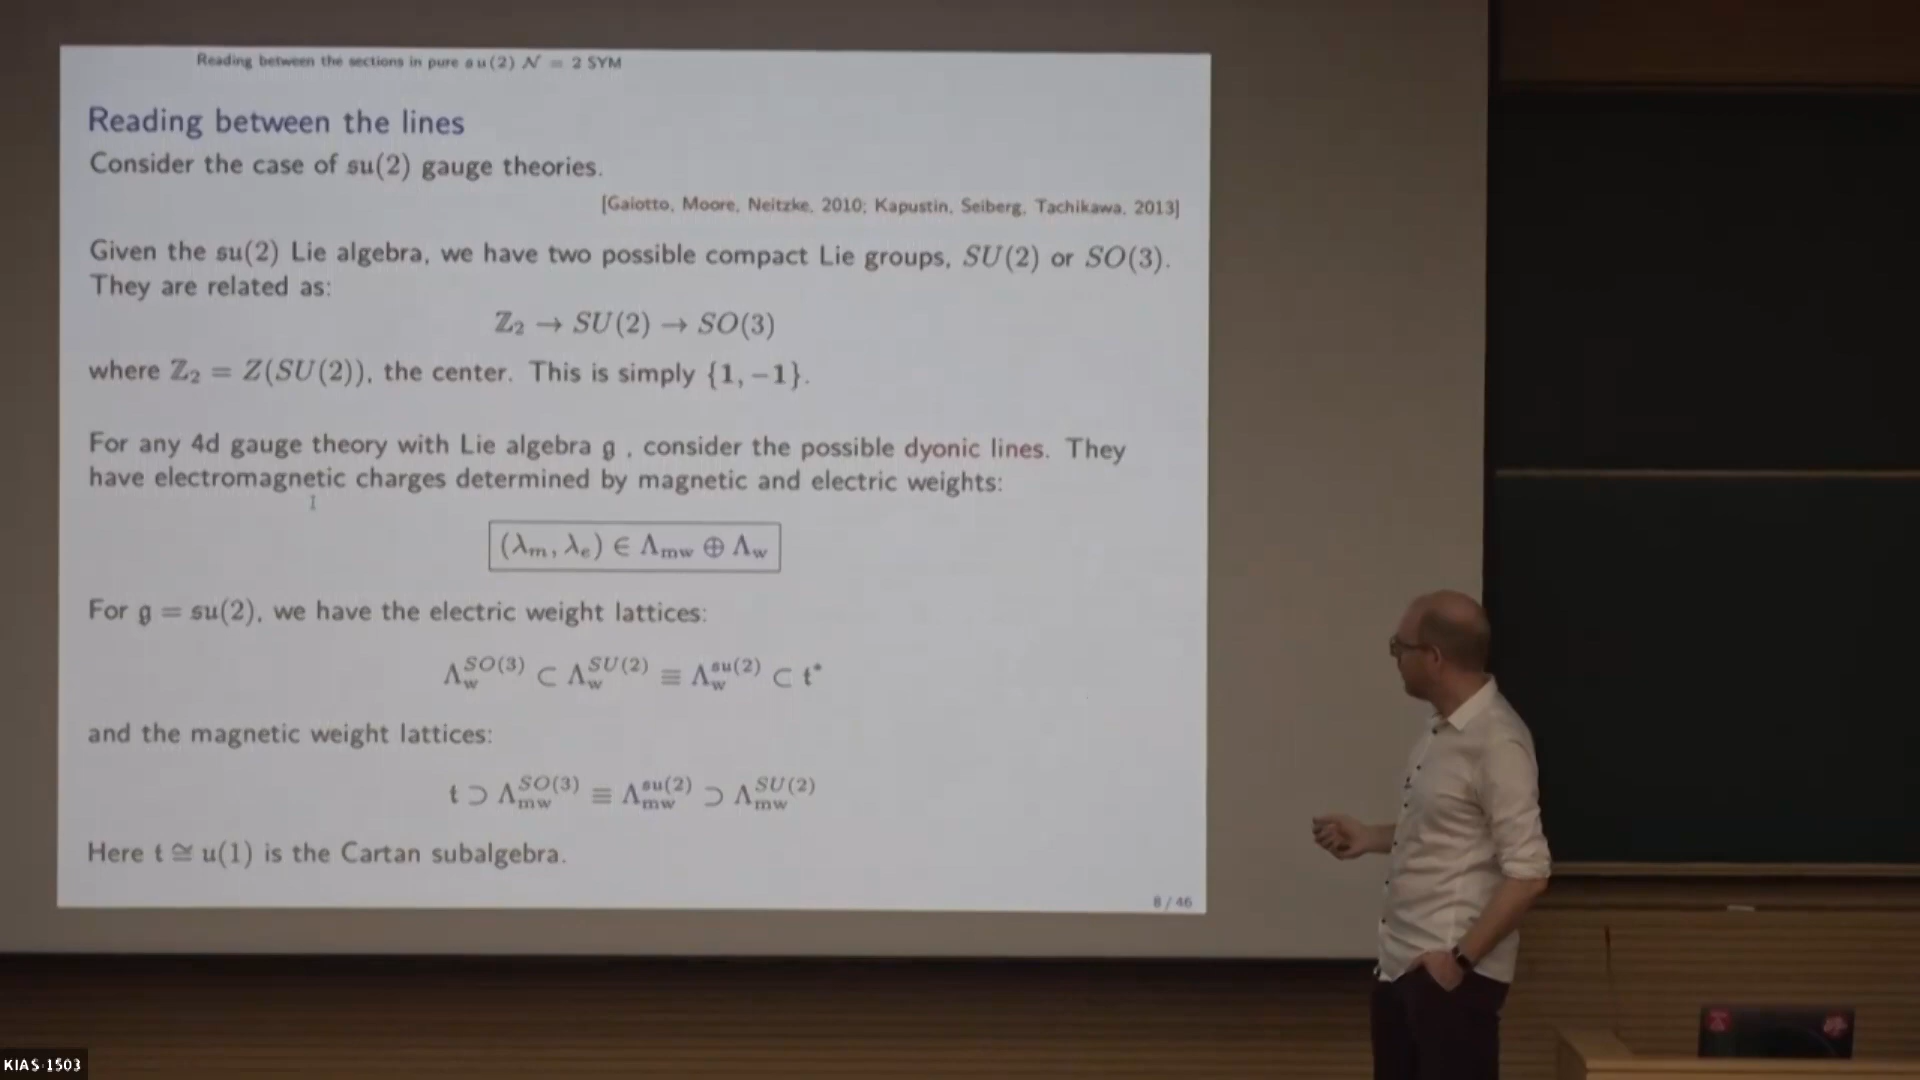 Reading between the sections in pure su(2) 𝒩 = 2 SYM
Reading between the lines
Consider the case of 𝔰𝔲(2) gauge theories.
[Gaiotto, Moore, Neitzke, 2010; Kapustin, Seiberg, Tachikawa, 2013]
Given the 𝔰𝔲(2) Lie algebra, we have two possible compact Lie groups, SU(2) or SO(3).
They are related as:
ℤ₂ → SU(2) → SO(3)
where ℤ₂ = Z(SU(2)), the center. This is simply {1, −1}.
For any 4d gauge theory with Lie algebra 𝔤 , consider the possible dyonic lines. They
have electromagnetic charges determined by magnetic and electric weights:
(λ_m, λ_e) ∈ Λ_mw ⊕ Λ_w
For 𝔤 = 𝔰𝔲(2), we have the electric weight lattices:
Λ_w^{SO(3)} ⊂ Λ_w^{SU(2)} ≡ Λ_w^{𝔰𝔲(2)} ⊂ 𝔱*
and the magnetic weight lattices:
𝔱 ⊃ Λ_mw^{SO(3)} ≡ Λ_mw^{𝔰𝔲(2)} ⊃ Λ_mw^{SU(2)}
Here 𝔱 ≅ 𝔲(1) is the Cartan subalgebra.
8 / 46
KIAS 1503